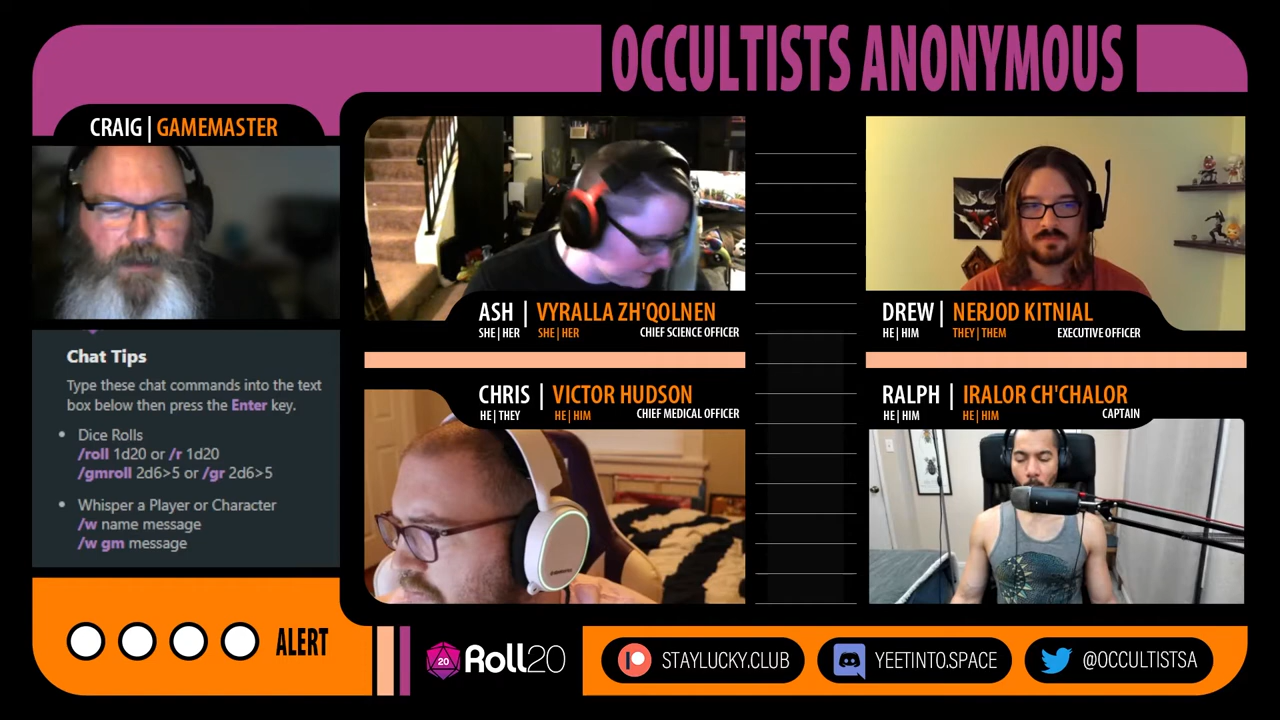 OCCULTISTS ANONYMOUS
CRAIG | GAMEMASTER
Chat Tips
Type these chat commands into the text
box below then press the Enter key.
• Dice Rolls
/roll 1d20 or /r 1d20
/gmroll 2d6>5 or /gr 2d6>5
• Whisper a Player or Character
/w name message
/w gm message
ASH | VYRALLA ZH'QOLNEN
SHE | HER SHE | HER CHIEF SCIENCE OFFICER
DREW | NERJOD KITNIAL
HE | HIM THEY | THEM EXECUTIVE OFFICER
CHRIS | VICTOR HUDSON
HE | THEY HE | HIM CHIEF MEDICAL OFFICER
RALPH | IRALOR CH'CHALOR
HE | HIM HE | HIM CAPTAIN
ALERT
20 Roll20
STAYLUCKY.CLUB
YEETINTO.SPACE
@OCCULTISTSA